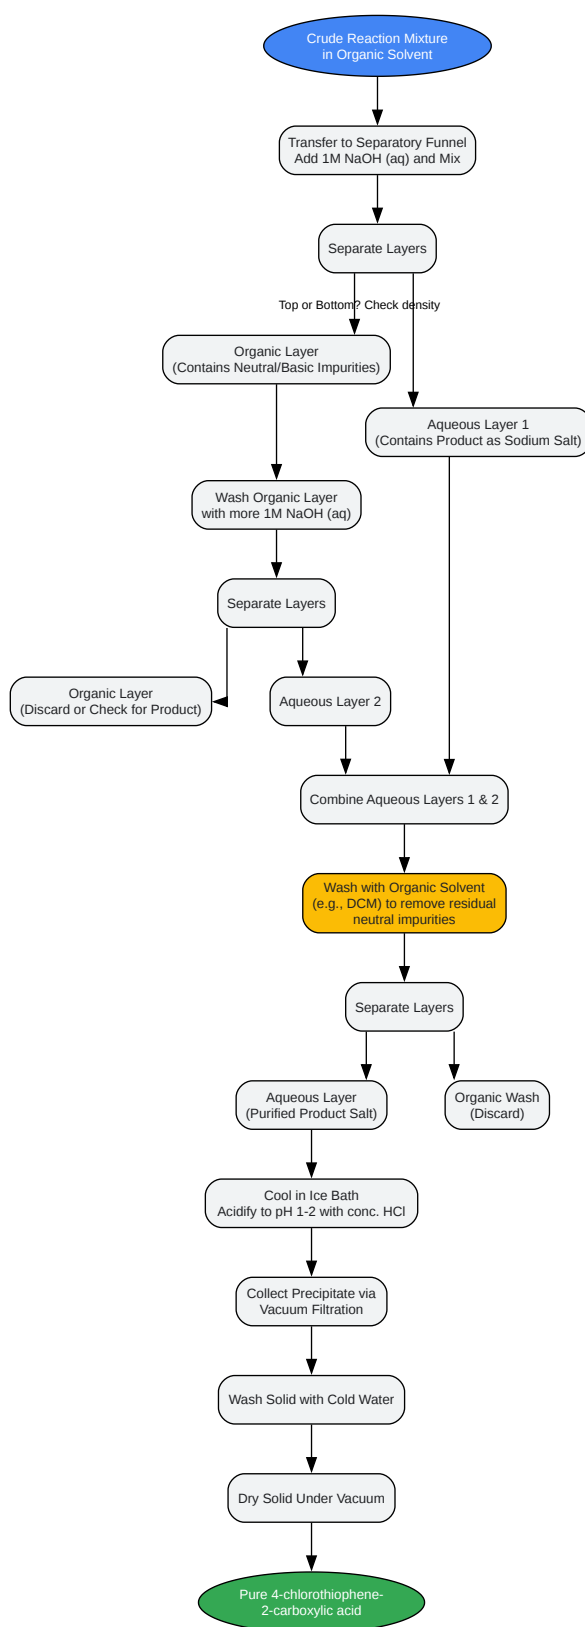 Crude Reaction Mixture
in Organic Solvent
Transfer to Separatory Funnel
Add 1M NaOH (aq) and Mix
Separate Layers
Top or Bottom? Check density
Organic Layer
(Contains Neutral/Basic Impurities)
Aqueous Layer 1
(Contains Product as Sodium Salt)
Wash Organic Layer
with more 1M NaOH (aq)
Separate Layers
Organic Layer
(Discard or Check for Product)
Aqueous Layer 2
Combine Aqueous Layers 1 & 2
Wash with Organic Solvent
(e.g., DCM) to remove residual
neutral impurities
Separate Layers
Aqueous Layer
(Purified Product Salt)
Organic Wash
(Discard)
Cool in Ice Bath
Acidify to pH 1-2 with conc. HCl
Collect Precipitate via
Vacuum Filtration
Wash Solid with Cold Water
Dry Solid Under Vacuum
Pure 4-chlorothiophene-
2-carboxylic acid